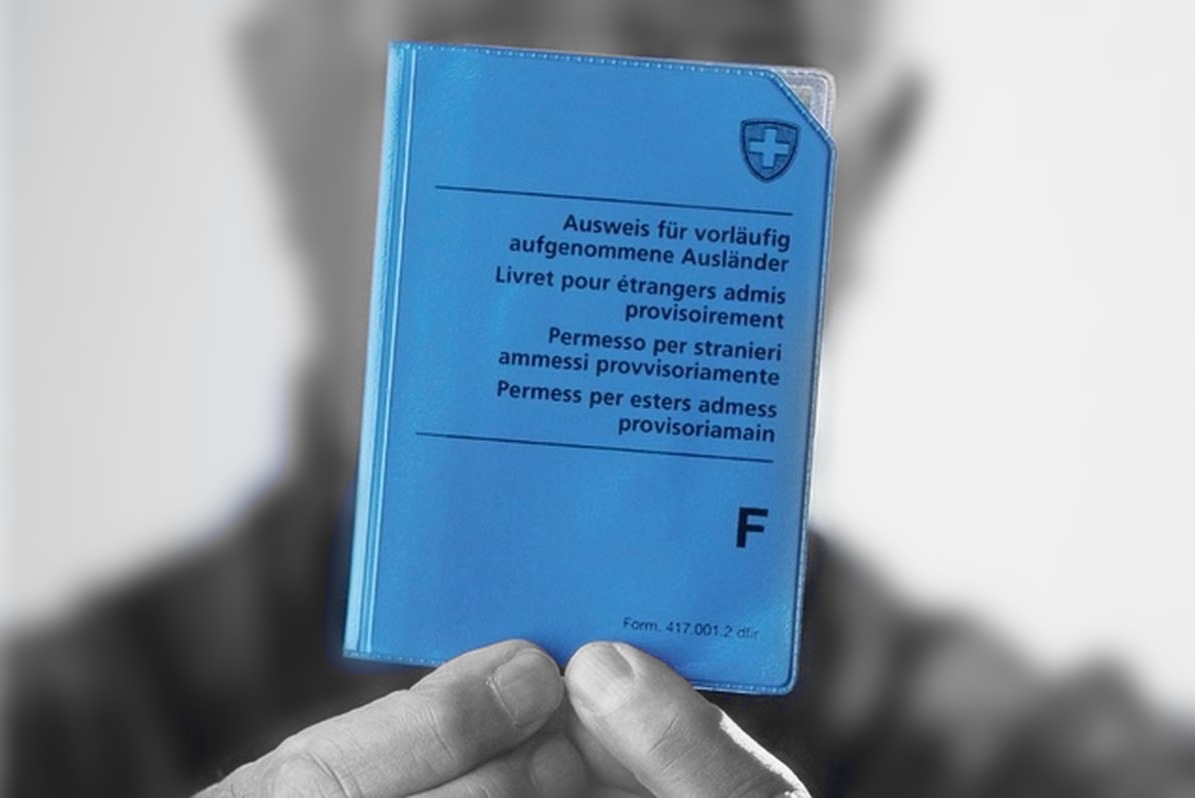 Ausweis für vorläufig
aufgenommene Ausländer
Livret pour étrangers admis
provisoirement
Permesso per stranieri
ammessi provvisoriamente
Permess per esters admess
provisoriamain
F
Form. 417.001.2 dfir